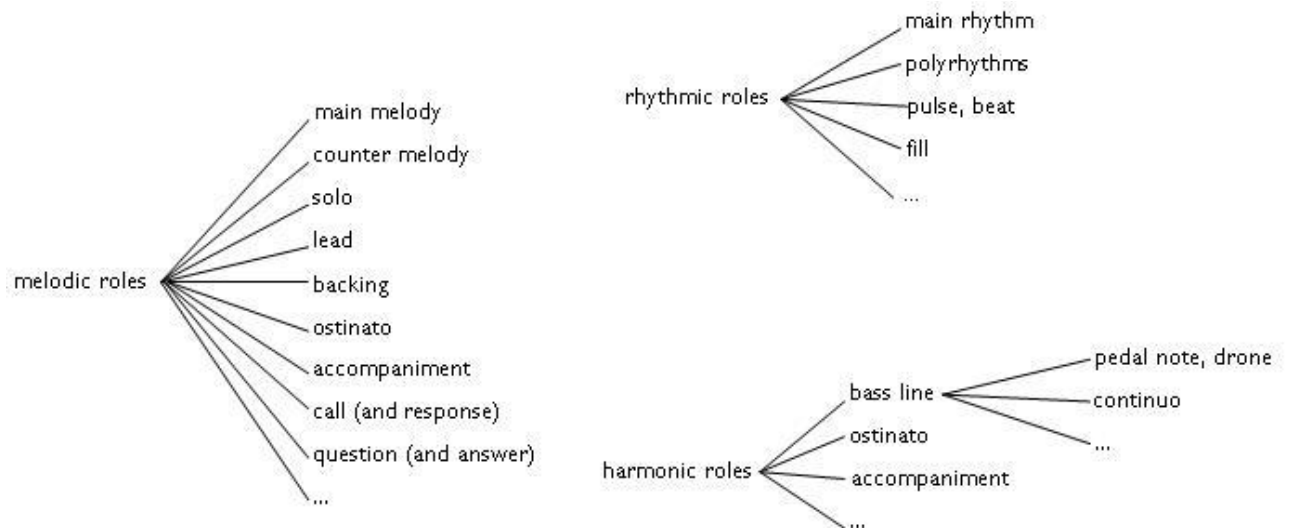 melodic roles
main melody
counter melody
solo
lead
backing
ostinato
accompaniment
call (and response)
question (and answer)
...
rhythmic roles
main rhythm
polyrhythms
pulse, beat
fill
...
harmonic roles
bass line
pedal note, drone
continuo
...
ostinato
accompaniment
...